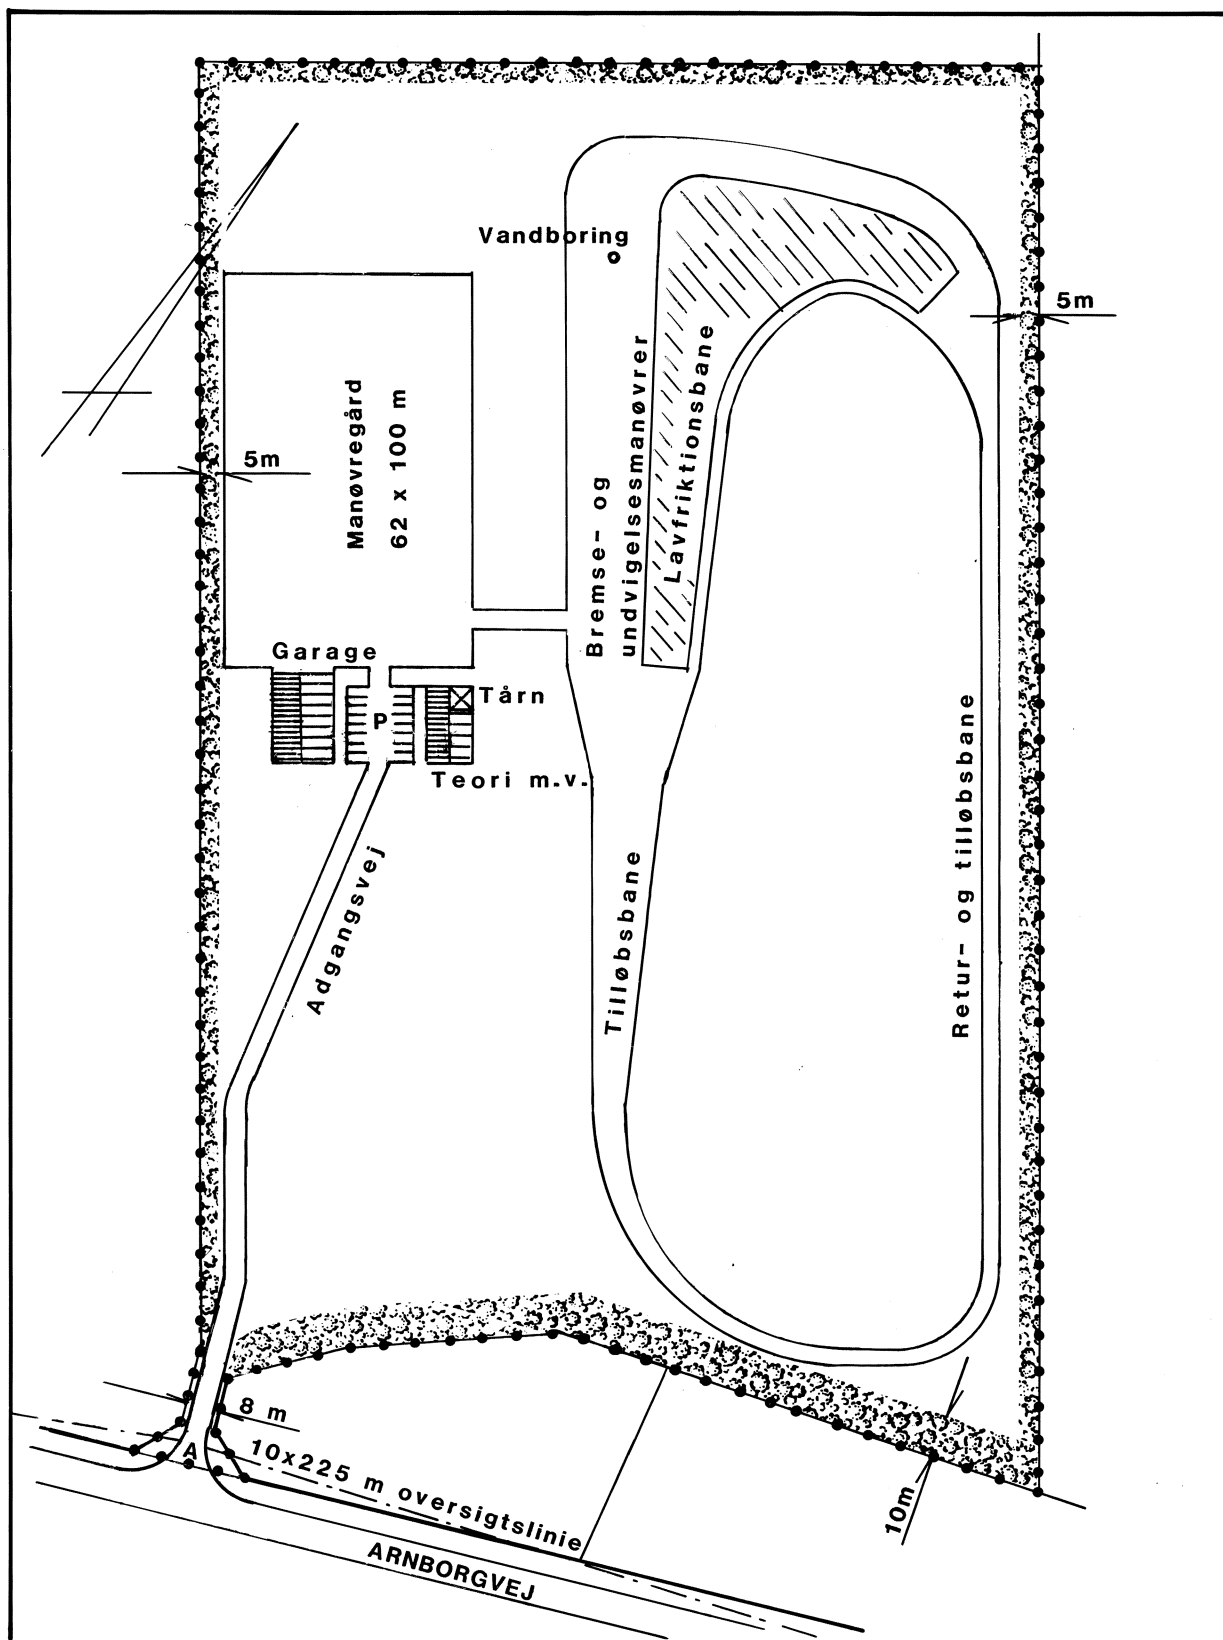 Vandboring
5m
Manøvregård
62 x 100 m
5m
Bremse- og
undvigelsesmanøvrer
Lavfriktionsbane
Garage
P
Tårn
Teori m.v.
Adgangsvej
Tilløbsbane
Retur- og tilløbsbane
8 m
A
10x225 m oversigtslinie
10m
ARNBORGVEJ